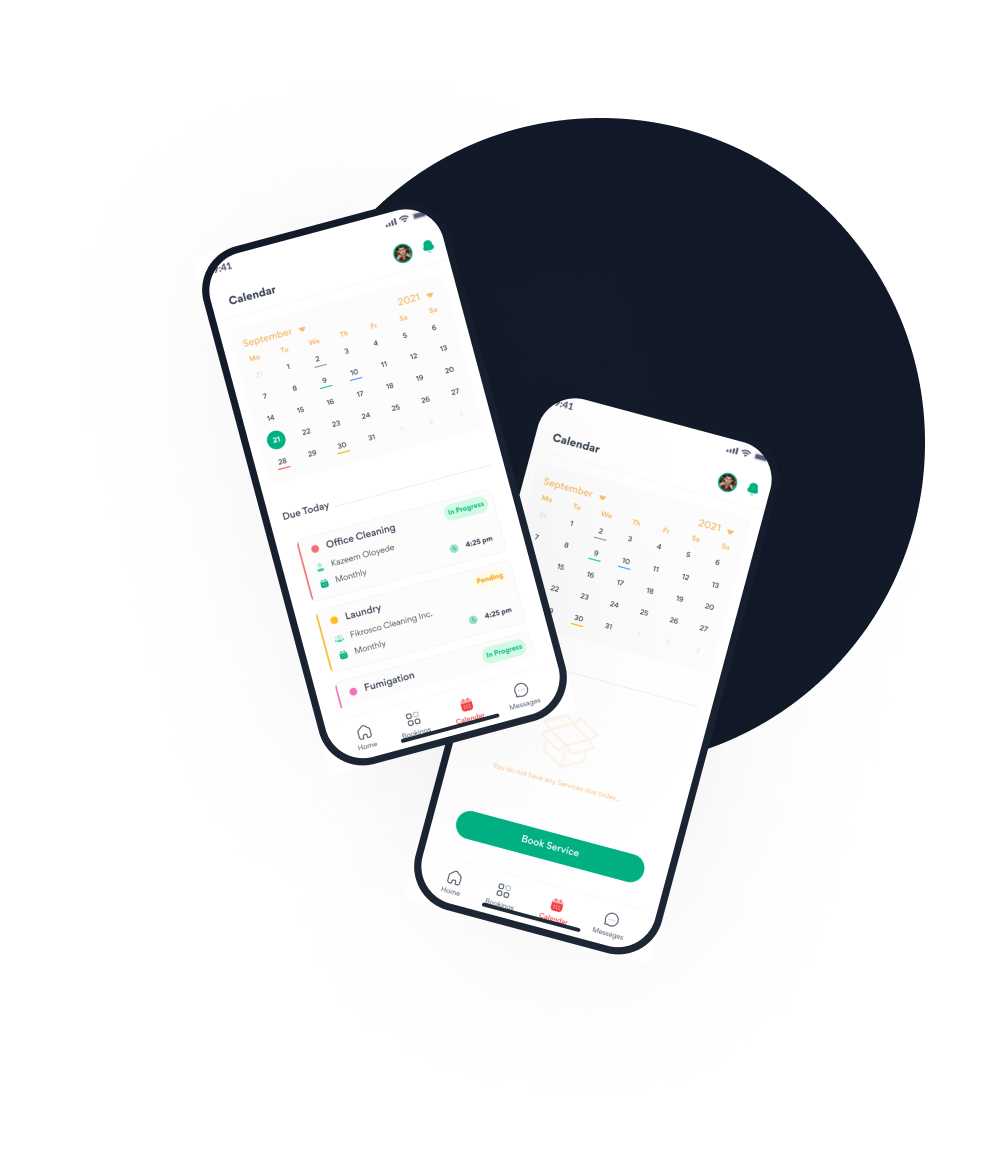 9:41
Calendar
September 2021
Mo Tu We Th Fr Sa Su
31 1 2 3 4 5 6
7 8 9 10 11 12 13
14 15 16 17 18 19 20
21 22 23 24 25 26 27
28 29 30 31 1 2 3
Due Today
Office Cleaning In Progress
Kazeem Oloyede
Monthly 4:25 pm
Laundry Pending
Fikrosco Cleaning Inc.
Monthly 4:25 pm
Fumigation In Progress
Home Bookings Calendar Messages
9:41
Calendar
September 2021
Mo Tu We Th Fr Sa Su
31 1 2 3 4 5 6
7 8 9 10 11 12 13
15 16 17 18 19 20
22 23 24 25 26 27
30 31 1 2 3
You do not have any Services due today...
Book Service
Home Bookings Calendar Messages